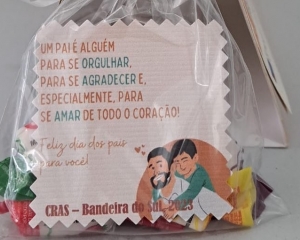 UM PAI É ALGUÉM
PARA SE ORGULHAR,
PARA SE AGRADECER E,
ESPECIALMENTE, PARA
SE AMAR DE TODO O CORAÇÃO!
Feliz dia dos pais
para você!
CRAS – Bandeira do Sul, 2023